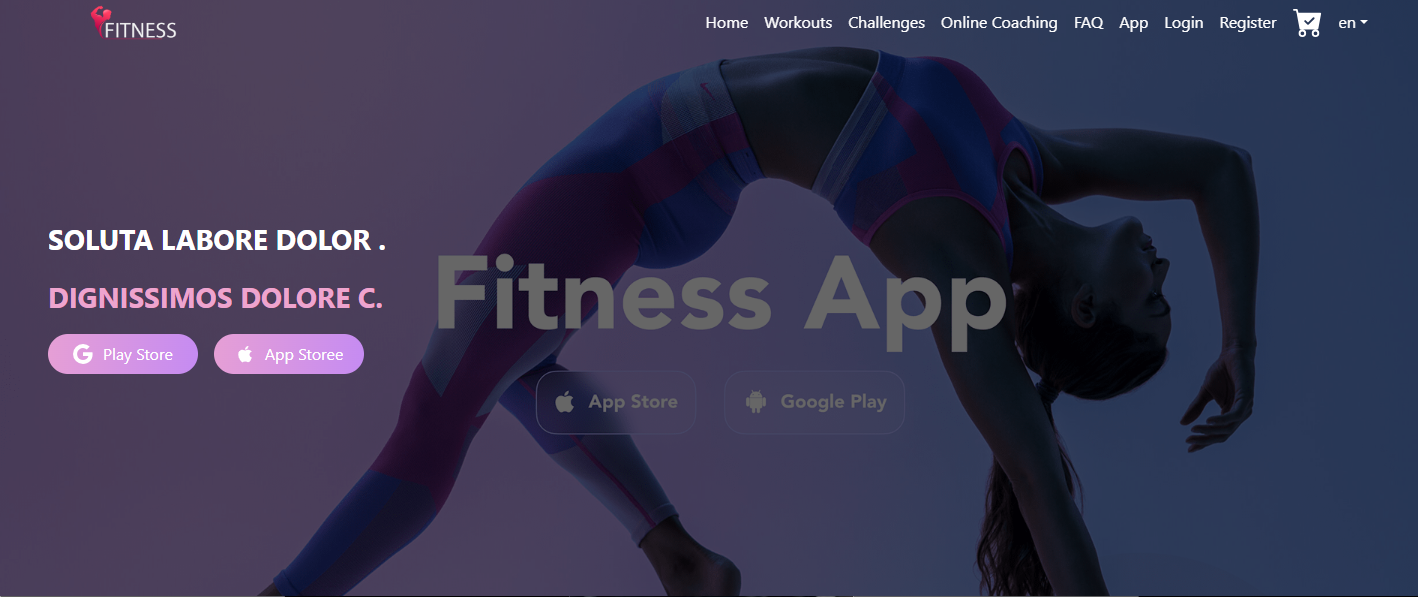 FITNESS
Home Workouts Challenges Online Coaching FAQ App Login Register en
SOLUTA LABORE DOLOR .
DIGNISSIMOS DOLORE C.
Play Store App Storee
Fitness App
App Store Google Play